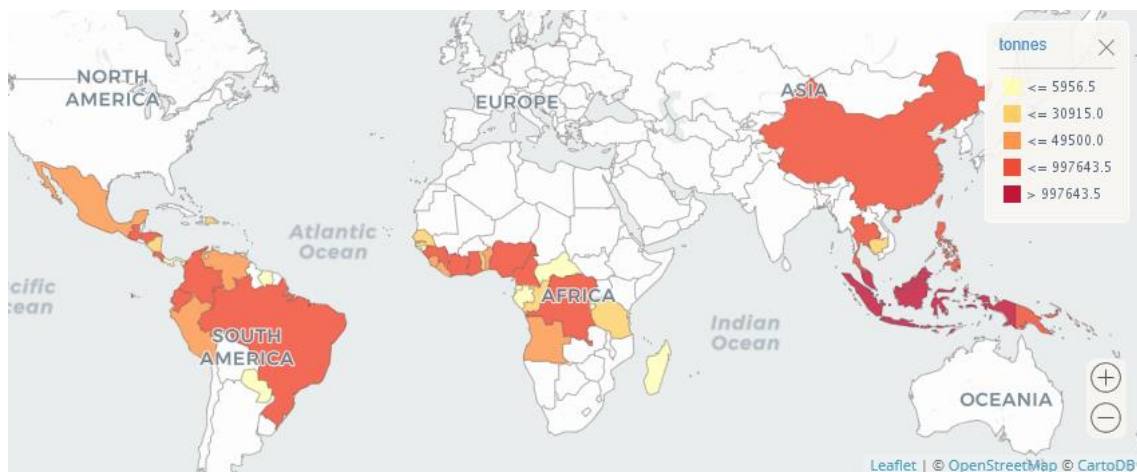 tonnes
<= 5956.5
<= 30915.0
<= 49500.0
<= 997643.5
> 997643.5
NORTH
AMERICA
EUROPE
ASIA
Atlantic
Ocean
cific
cean
AFRICA
SOUTH
AMERICA
Indian
Ocean
OCEANIA
+
−
Leaflet | © OpenStreetMap © CartoDB